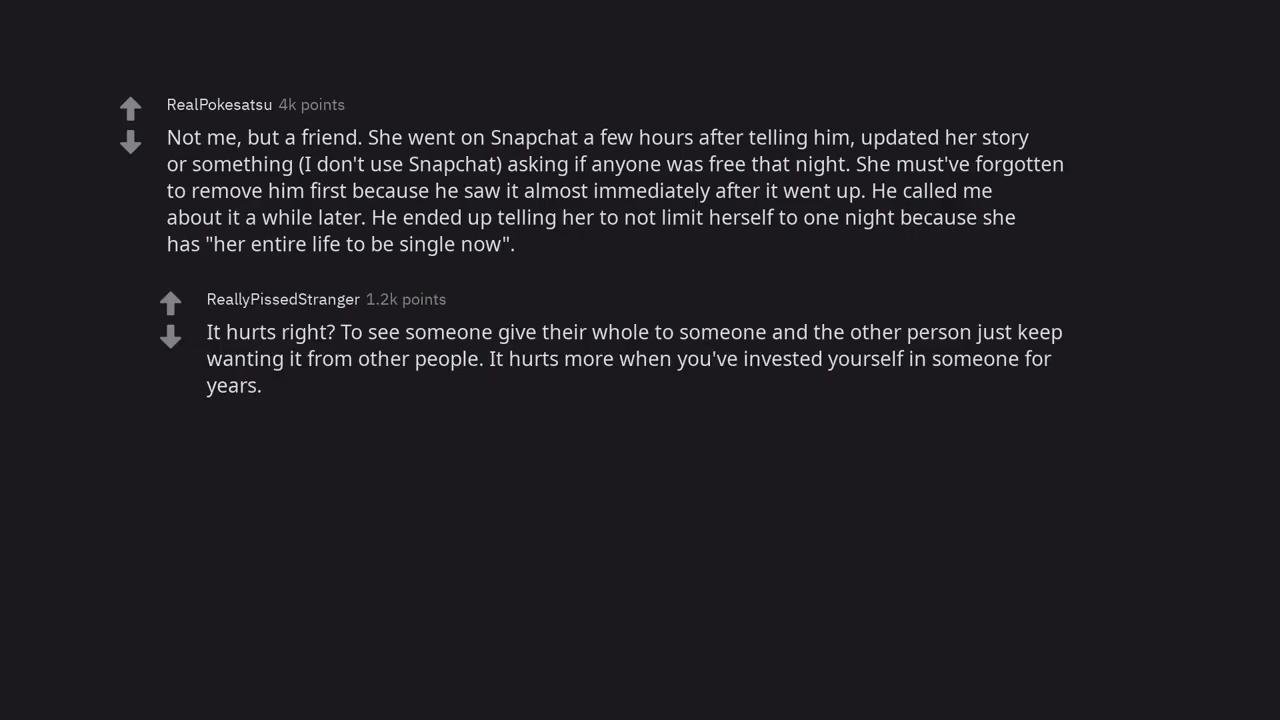 RealPokesatsu 4k points
Not me, but a friend. She went on Snapchat a few hours after telling him, updated her story
or something (I don't use Snapchat) asking if anyone was free that night. She must've forgotten
to remove him first because he saw it almost immediately after it went up. He called me
about it a while later. He ended up telling her to not limit herself to one night because she
has "her entire life to be single now".
ReallyPissedStranger 1.2k points
It hurts right? To see someone give their whole to someone and the other person just keep
wanting it from other people. It hurts more when you've invested yourself in someone for
years.